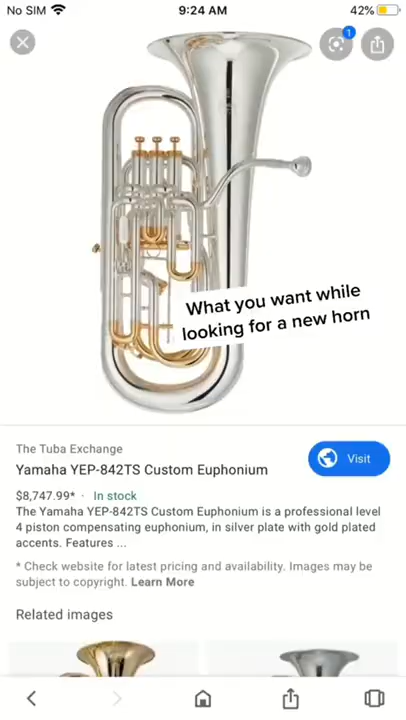 No SIM 9:24 AM 42%
1
What you want while
looking for a new horn
The Tuba Exchange
Yamaha YEP-842TS Custom Euphonium
Visit
$8,747.99* · In stock
The Yamaha YEP-842TS Custom Euphonium is a professional level
4 piston compensating euphonium, in silver plate with gold plated
accents. Features ...
* Check website for latest pricing and availability. Images may be
subject to copyright. Learn More
Related images